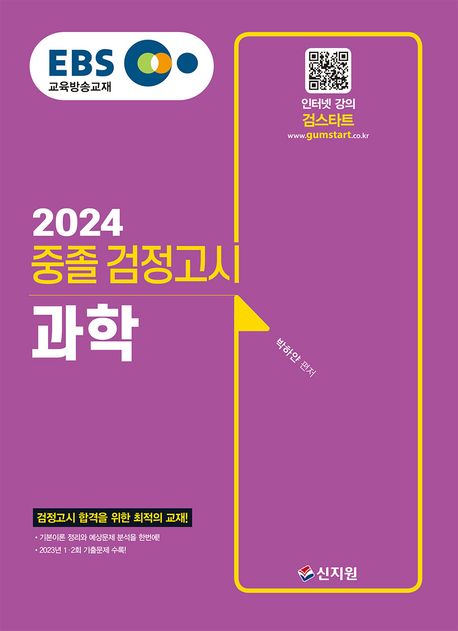 EBS
교육방송교재
인터넷 강의
검스타트
www.gumstart.co.kr
2024
중졸 검정고시
과학
박하얀 편저
검정고시 합격을 위한 최적의 교재!
· 기본이론 정리와 예상문제 분석을 한번에!
· 2023년 1·2회 기출문제 수록!
신지원